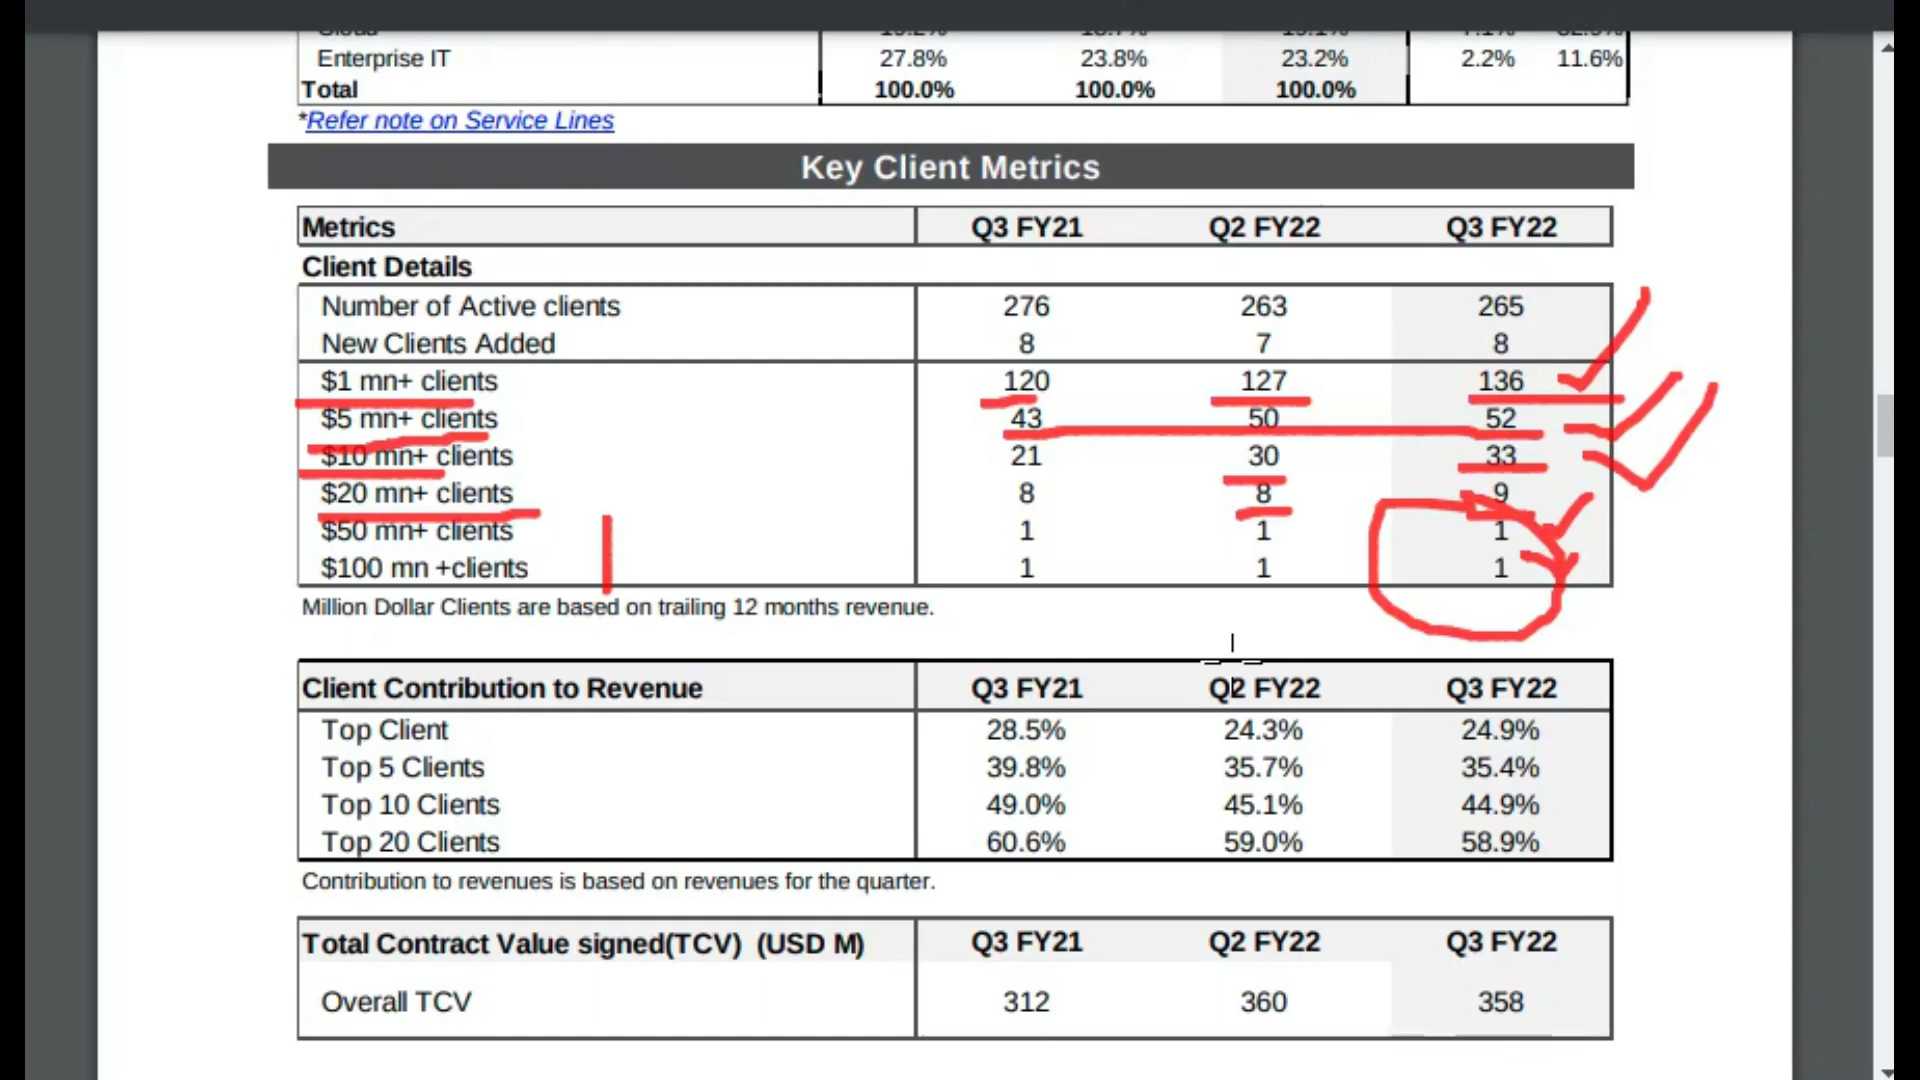 Enterprise IT 27.8% 23.8% 23.2% 2.2% 11.6%
Total 100.0% 100.0% 100.0%
*Refer note on Service Lines
Key Client Metrics
Metrics Q3 FY21 Q2 FY22 Q3 FY22
Client Details
Number of Active clients 276 263 265
New Clients Added 8 7 8
$1 mn+ clients 120 127 136
$5 mn+ clients 43 50 52
$10 mn+ clients 21 30 33
$20 mn+ clients 8 8 9
$50 mn+ clients 1 1 1
$100 mn +clients 1 1 1
Million Dollar Clients are based on trailing 12 months revenue.
Client Contribution to Revenue Q3 FY21 Q2 FY22 Q3 FY22
Top Client 28.5% 24.3% 24.9%
Top 5 Clients 39.8% 35.7% 35.4%
Top 10 Clients 49.0% 45.1% 44.9%
Top 20 Clients 60.6% 59.0% 58.9%
Contribution to revenues is based on revenues for the quarter.
Total Contract Value signed(TCV) (USD M) Q3 FY21 Q2 FY22 Q3 FY22
Overall TCV 312 360 358